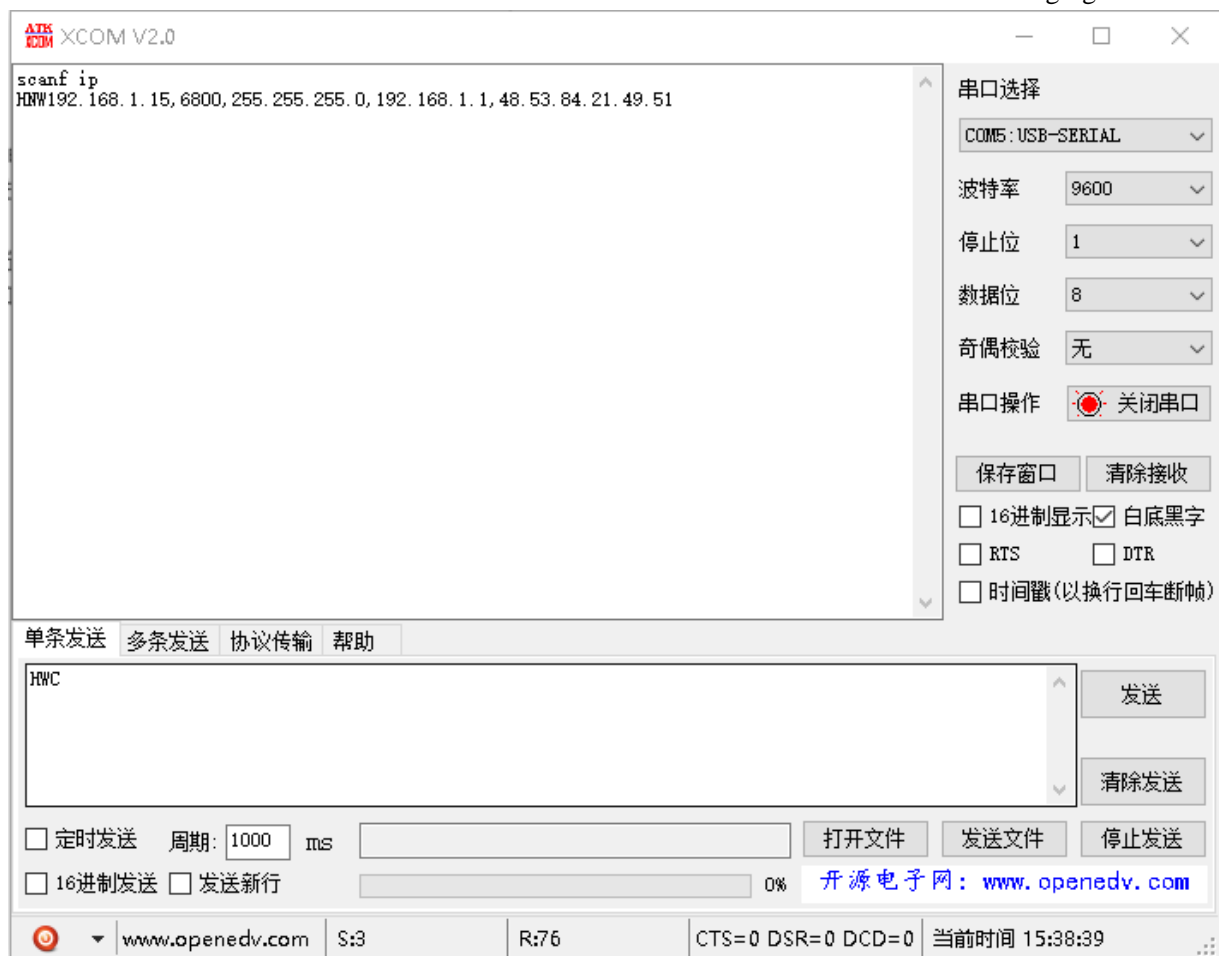 ATK XCOM XCOM V2.0
scanf ip
HNW192.168.1.15,6800,255.255.255.0,192.168.1.1,48.53.84.21.49.51
串口选择
COM5:USB-SERIAL
波特率 9600
停止位 1
数据位 8
奇偶校验 无
串口操作 关闭串口
保存窗口 清除接收
16进制显示 白底黑字
RTS DTR
时间戳(以换行回车断帧)
单条发送 多条发送 协议传输 帮助
HWC
发送
清除发送
定时发送 周期: 1000 ms 打开文件 发送文件 停止发送
16进制发送 发送新行 0% 开源电子网: www.openedv.com
www.openedv.com S:3 R:76 CTS=0 DSR=0 DCD=0 当前时间 15:38:39